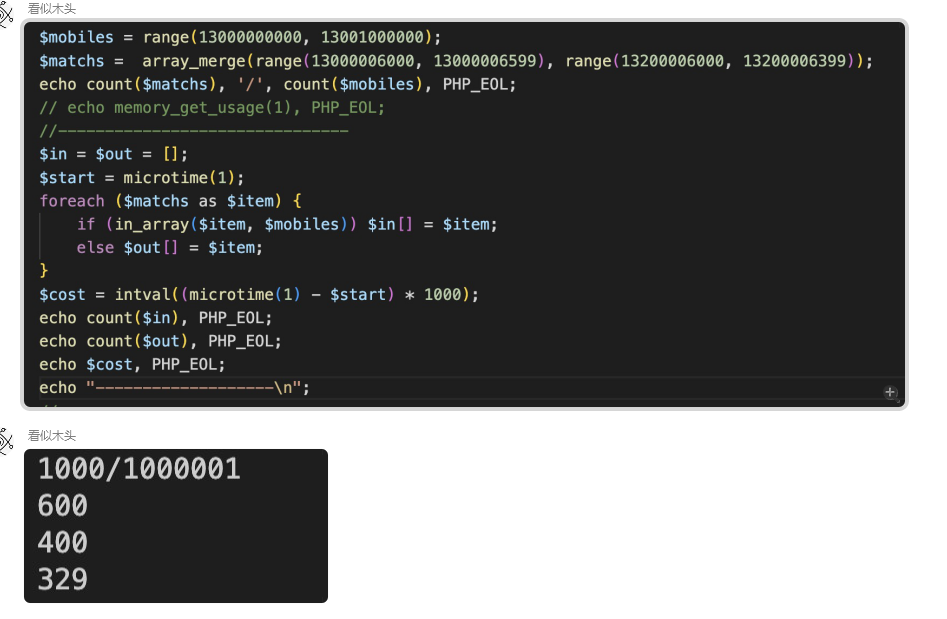 看似木头
$mobiles = range(13000000000, 13001000000);
$matchs =  array_merge(range(13000006000, 13000006599), range(13200006000, 13200006399));
echo count($matchs), '/', count($mobiles), PHP_EOL;
// echo memory_get_usage(1), PHP_EOL;
//-------------------------------
$in = $out = [];
$start = microtime(1);
foreach ($matchs as $item) {
    if (in_array($item, $mobiles)) $in[] = $item;
    else $out[] = $item;
}
$cost = intval((microtime(1) - $start) * 1000);
echo count($in), PHP_EOL;
echo count($out), PHP_EOL;
echo $cost, PHP_EOL;
echo "-------------------\n";
看似木头
1000/1000001
600
400
329